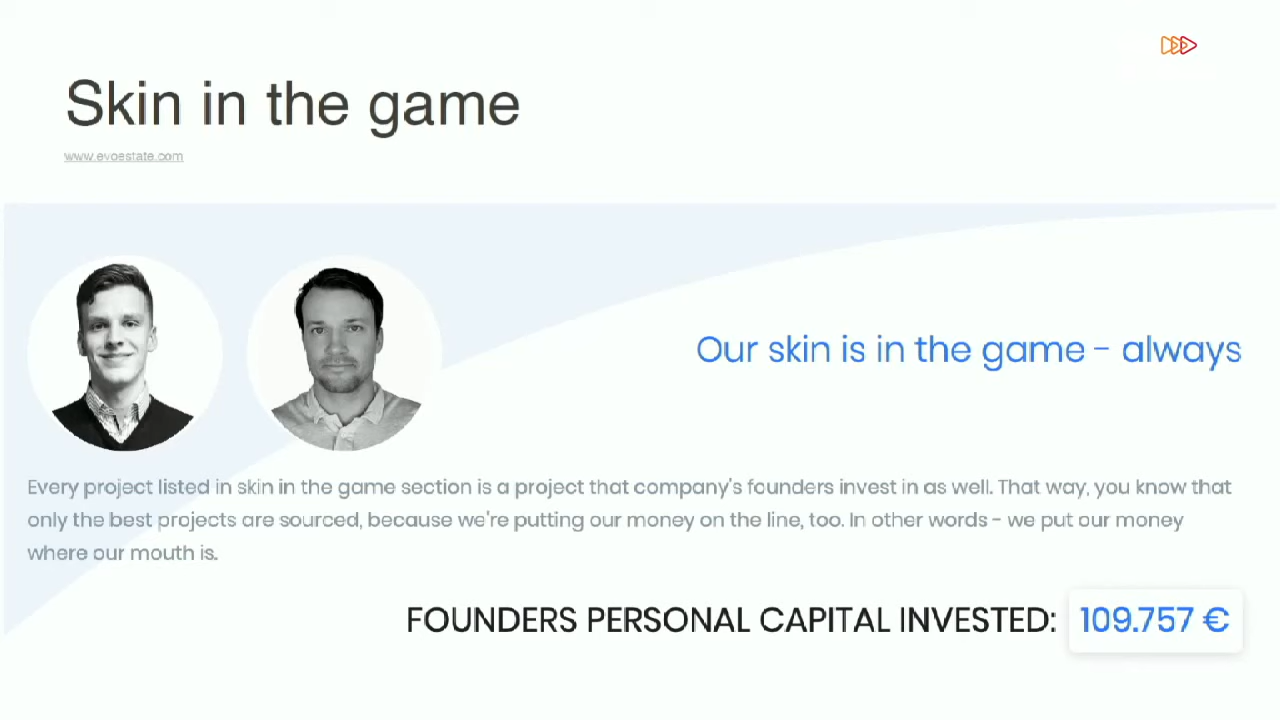 Skin in the game
www.evoestate.com
Our skin is in the game - always
Every project listed in skin in the game section is a project that company's founders invest in as well. That way, you know that
only the best projects are sourced, because we're putting our money on the line, too. In other words - we put our money
where our mouth is.
FOUNDERS PERSONAL CAPITAL INVESTED: 109.757 €